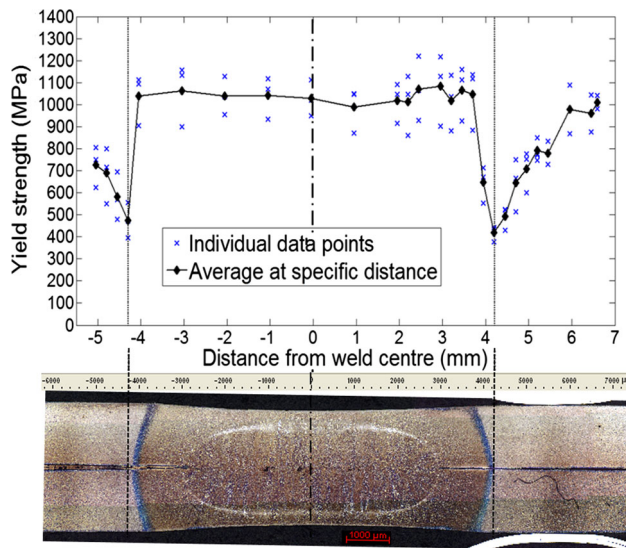 1400
1300
1200
1100
1000
900
800
700
600
500
400
300
200
100
0
Yield strength (MPa)
Individual data points
Average at specific distance
-5 -4 -3 -2 -1 0 1 2 3 4 5 6 7
Distance from weld centre (mm)
-6000 -5000 -4000 -3000 -2000 -1000 0 1000 2000 3000 4000 5000 6000 7000
1000 µm